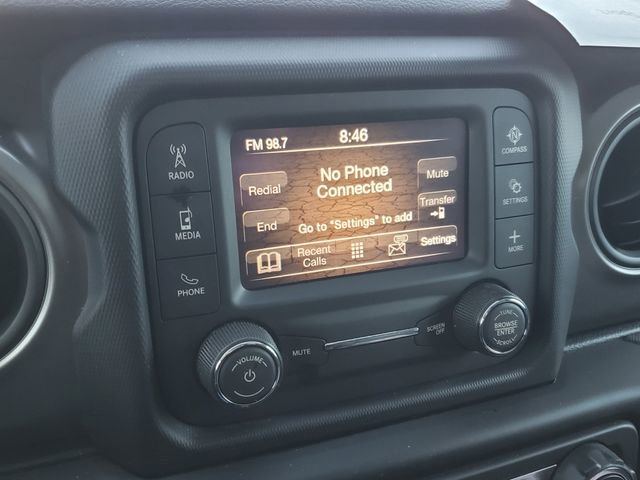 RADIO
MEDIA
PHONE
FM 98.7
8:46
No Phone
Connected
Redial
End
Mute
Transfer
Go to "Settings" to add
Recent
Calls
Settings
COMPASS
SETTINGS
MORE
VOLUME
MUTE
SCREEN
OFF
TUNE
BROWSE
ENTER
SCROLL